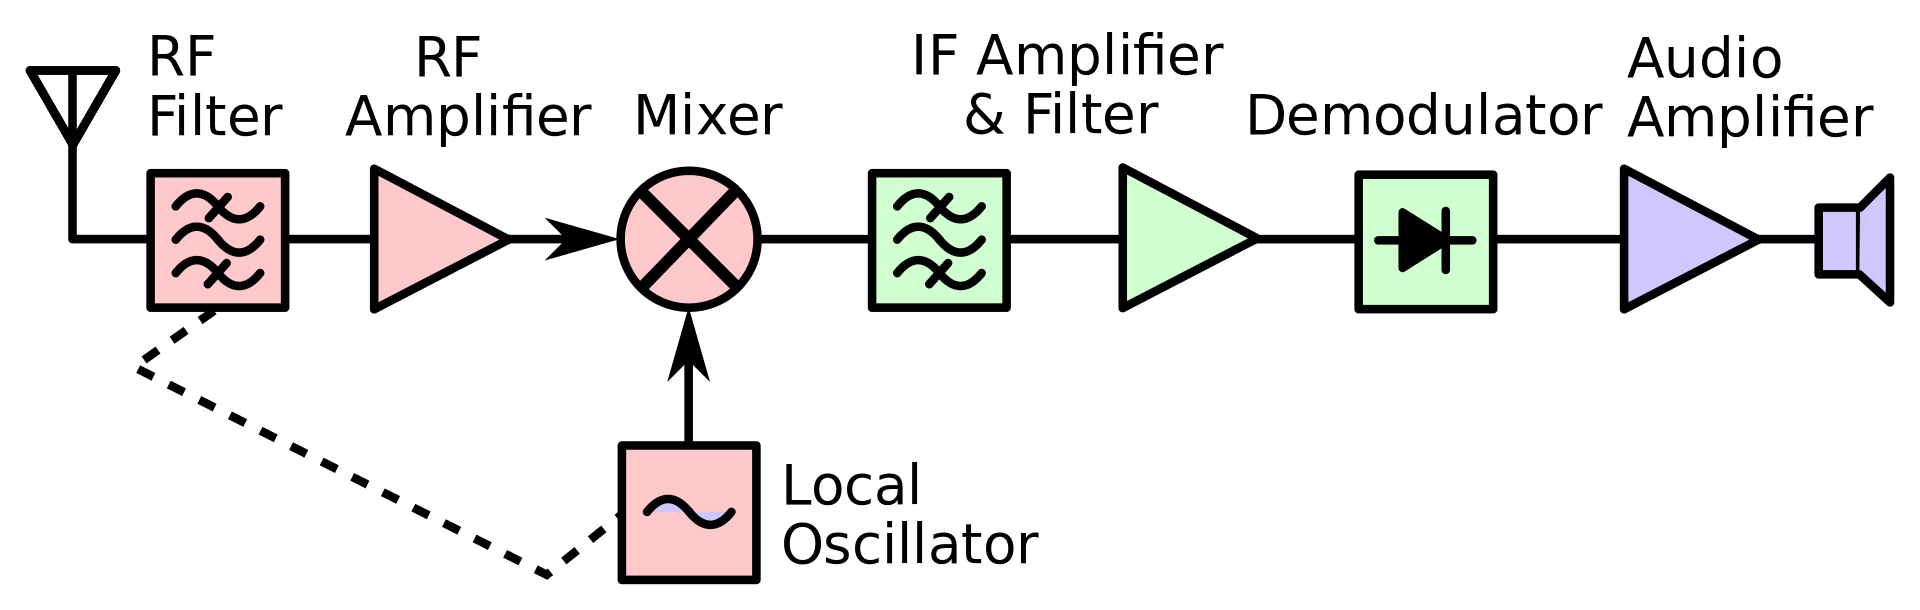 RF
Filter
RF
Amplifier
Mixer
IF Amplifier
& Filter
Demodulator
Audio
Amplifier
Local
Oscillator